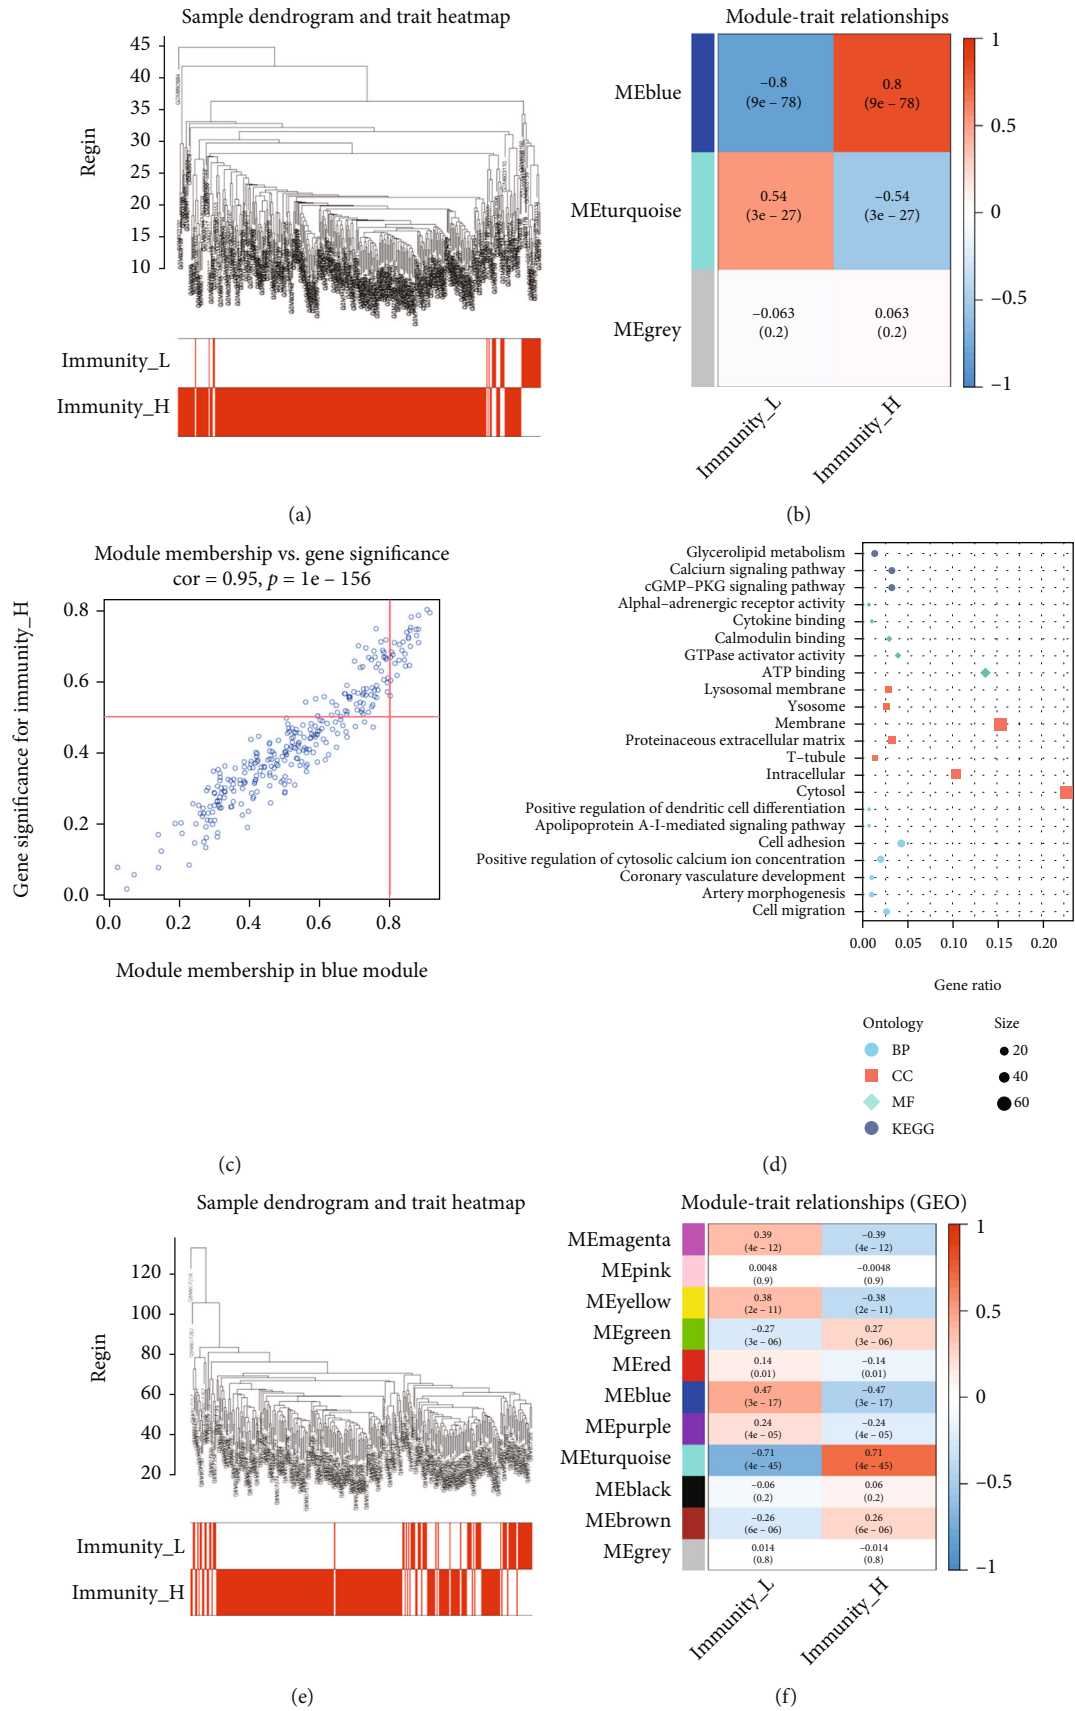 Sample dendrogram and trait heatmap
45
40
35
30
25
20
15
10
Regin
Immunity_L
Immunity_H
(a)
Module-trait relationships
MEblue
MEturquoise
MEgrey
−0.8
(9e – 78)
0.8
(9e – 78)
0.54
(3e – 27)
−0.54
(3e – 27)
−0.063
(0.2)
0.063
(0.2)
1
0.5
0
−0.5
−1
Immunity_L
Immunity_H
(b)
Module membership vs. gene significance
cor = 0.95, p = 1e – 156
Gene significance for immunity_H
0.8
0.6
0.4
0.2
0.0
0.0 0.2 0.4 0.6 0.8
Module membership in blue module
(c)
Glycerolipid metabolism
Calciurn signaling pathway
cGMP–PKG signaling pathway
Alphal–adrenergic receptor activity
Cytokine binding
Calmodulin binding
GTPase activator activity
ATP binding
Lysosomal membrane
Ysosome
Membrane
Proteinaceous extracellular matrix
T–tubule
Intracellular
Cytosol
Positive regulation of dendritic cell differentiation
Apolipoprotein A-I-mediated signaling pathway
Cell adhesion
Positive regulation of cytosolic calcium ion concentration
Coronary vasculature development
Artery morphogenesis
Cell migration
0.00 0.05 0.10 0.15 0.20
Gene ratio
Ontology
BP
CC
MF
KEGG
Size
20
40
60
(d)
Sample dendrogram and trait heatmap
120
100
80
60
40
20
Regin
Immunity_L
Immunity_H
(e)
Module-trait relationships (GEO)
MEmagenta
MEpink
MEyellow
MEgreen
MEred
MEblue
MEpurple
MEturquoise
MEblack
MEbrown
MEgrey
0.39
(4e – 12)
−0.39
(4e – 12)
0.0048
(0.9)
−0.0048
(0.9)
0.38
(2e – 11)
−0.38
(2e – 11)
−0.27
(3e – 06)
0.27
(3e – 06)
0.14
(0.01)
−0.14
(0.01)
0.47
(3e – 17)
−0.47
(3e – 17)
0.24
(4e – 05)
−0.24
(4e – 05)
−0.71
(4e – 45)
0.71
(4e – 45)
−0.06
(0.2)
0.06
(0.2)
−0.26
(6e – 06)
0.26
(6e – 06)
0.014
(0.8)
−0.014
(0.8)
1
0.5
0
−0.5
−1
Immunity_L
Immunity_H
(f)